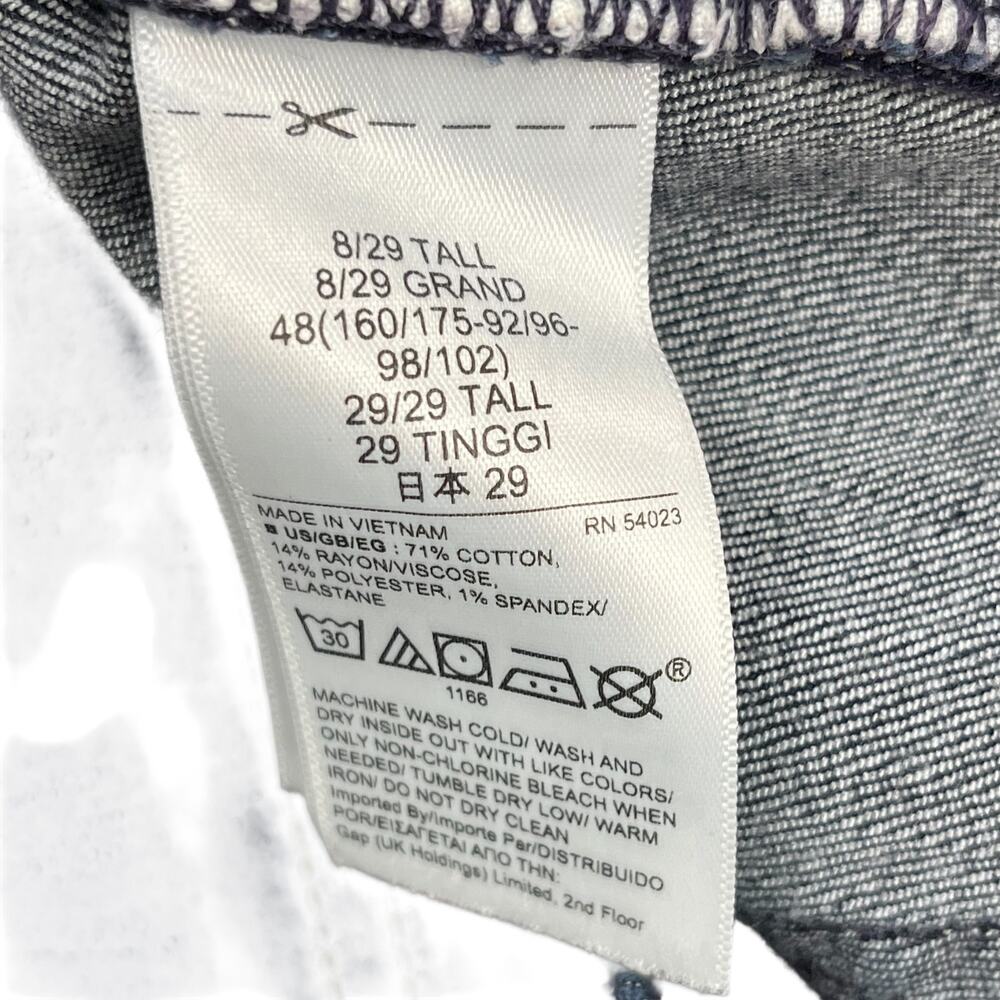 8/29 TALL
8/29 GRAND
48(160/175-92/96-
98/102)
29/29 TALL
29 TINGGI
日本 29
MADE IN VIETNAM RN 54023
US/GB/EG : 71% COTTON,
14% RAYON/VISCOSE,
14% POLYESTER, 1% SPANDEX/
ELASTANE
30
®
1166
MACHINE WASH COLD/ WASH AND
DRY INSIDE OUT WITH LIKE COLORS/
ONLY NON-CHLORINE BLEACH WHEN
NEEDED/ TUMBLE DRY LOW/ WARM
IRON/ DO NOT DRY CLEAN
Imported By/Importe Par/DISTRIBUIDO
POR/ΕΙΣΑΓΕΤΑΙ ΑΠΟ ΤΗΝ:
Gap (UK Holdings) Limited, 2nd Floor